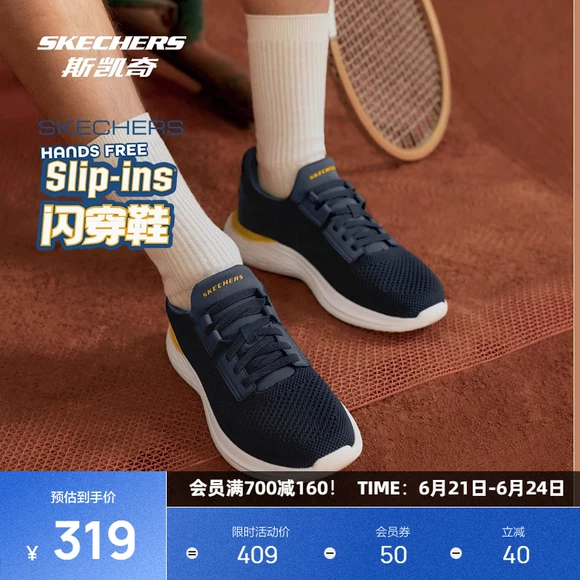 SKECHERS
斯凯奇
SKECHERS
HANDS FREE
Slip-ins
闪穿鞋
SKECHERS
SKECHERS
会员满700减160! TIME: 6月21日-6月24日
预估到手价
¥ 319
=
限时活动价
409
-
会员券
50
-
立减
40